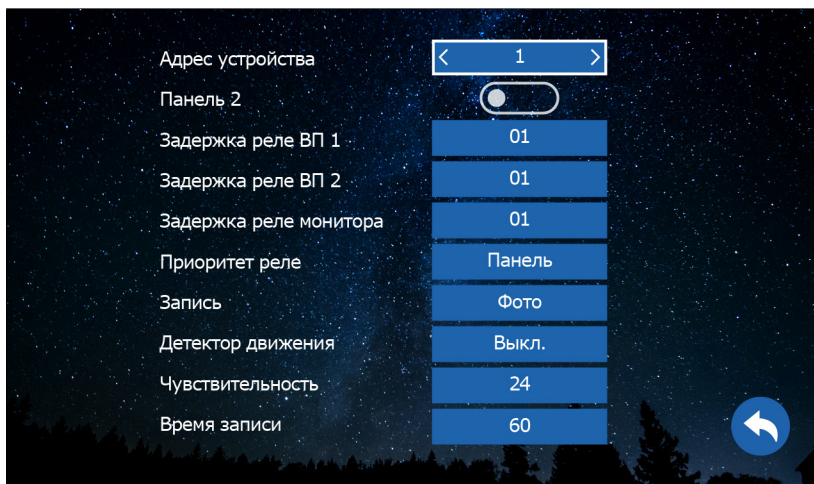 Адрес устройства < 1 >
Панель 2
Задержка реле ВП 1 01
Задержка реле ВП 2 01
Задержка реле монитора 01
Приоритет реле Панель
Запись Фото
Детектор движения Выкл.
Чувствительность 24
Время записи 60